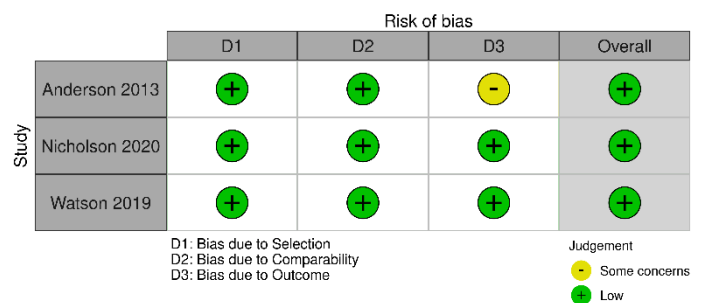 Risk of bias
D1 D2 D3 Overall
Study
Anderson 2013 + + - +
Nicholson 2020 + + + +
Watson 2019 + + + +
D1: Bias due to Selection
D2: Bias due to Comparability
D3: Bias due to Outcome
Judgement
- Some concerns
+ Low